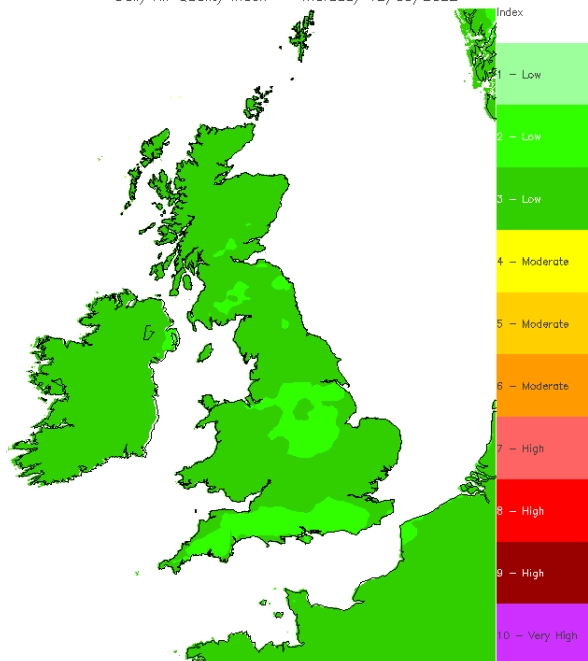 Index
1 – Low
2 – Low
3 – Low
4 – Moderate
5 – Moderate
6 – Moderate
7 – High
8 – High
9 – High
10 – Very High